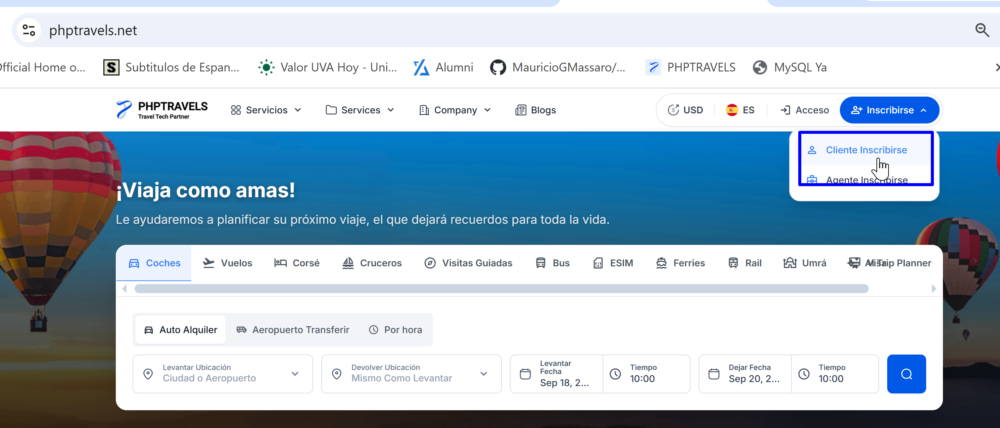 phptravels.net
Official Home o... Subtitulos de Espan... Valor UVA Hoy - Uni... Alumni MauricioGMassaro/... PHPTRAVELS MySQL Ya
PHPTRAVELS
Travel Tech Partner
Servicios Services Company Blogs USD ES Acceso Inscribirse
Cliente Inscribirse
Agente Inscribirse
¡Viaja como amas!
Le ayudaremos a planificar su próximo viaje, el que dejará recuerdos para toda la vida.
Coches Vuelos Corsé Cruceros Visitas Guiadas Bus ESIM Ferries Rail Umrá Visa AI Trip Planner
Auto Alquiler Aeropuerto Transferir Por hora
Levantar Ubicación
Ciudad o Aeropuerto
Devolver Ubicación
Mismo Como Levantar
Levantar
Fecha
Sep 18, 2...
Tiempo
10:00
Dejar Fecha
Sep 20, 2...
Tiempo
10:00